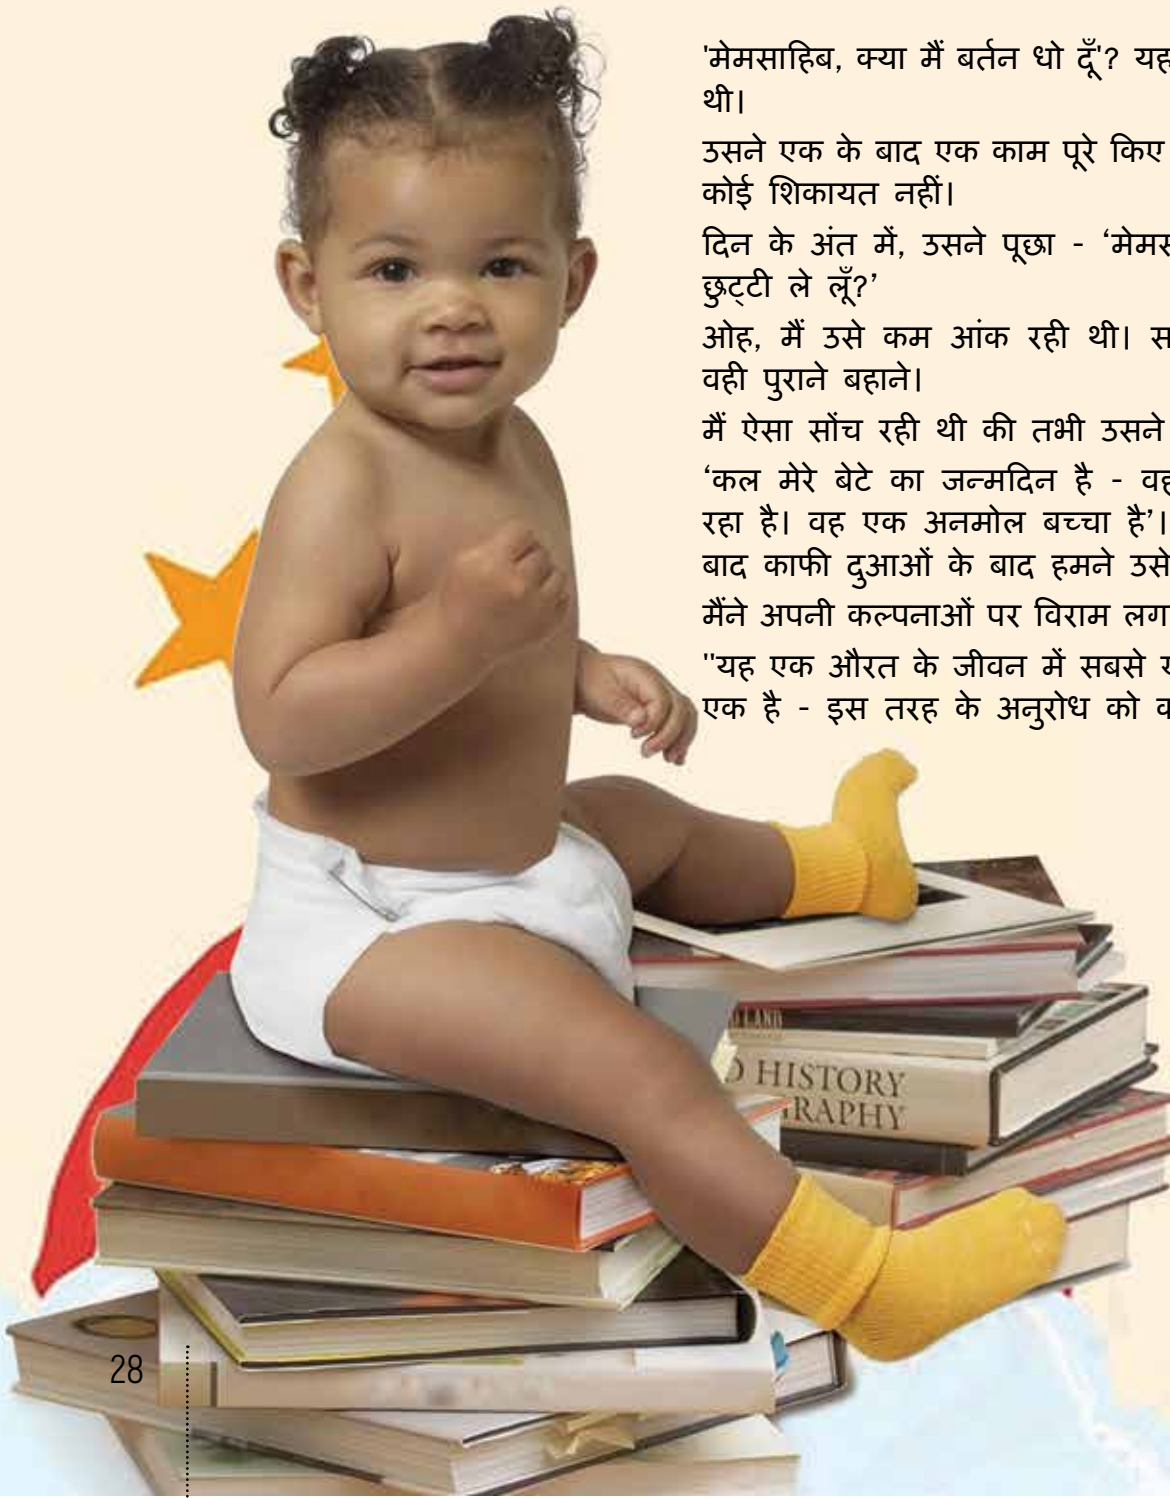 'मेमसाहिब, क्या मैं बर्तन धो दूँ'? यह
थी।
उसने एक के बाद एक काम पूरे किए
कोई शिकायत नहीं।
दिन के अंत में, उसने पूछा - ‘मेमस
छुट्टी ले लूँ?’
ओह, मैं उसे कम आंक रही थी। स
वही पुराने बहाने।
मैं ऐसा सोंच रही थी की तभी उसने
‘कल मेरे बेटे का जन्मदिन है - वह
रहा है। वह एक अनमोल बच्चा है’।
बाद काफी दुआओं के बाद हमने उसे
मैंने अपनी कल्पनाओं पर विराम लग
"यह एक औरत के जीवन में सबसे
एक है - इस तरह के अनुरोध को
LAND
HISTORY
RAPHY
28